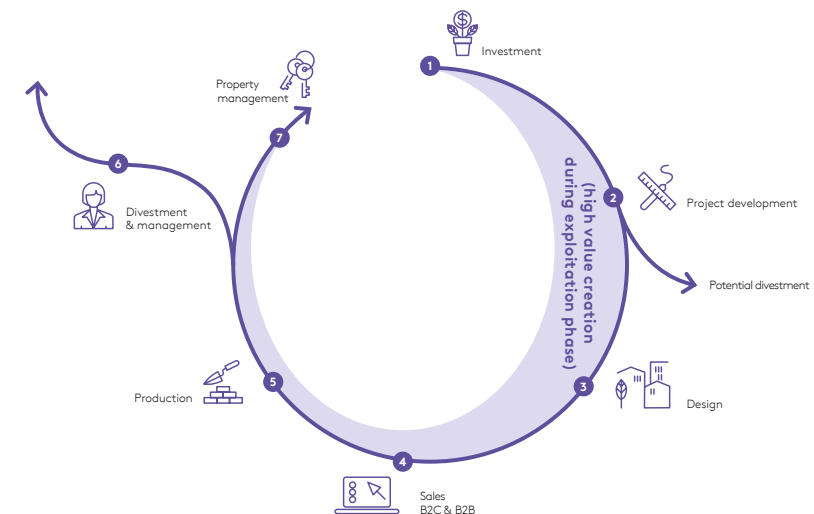 $
1
Investment
2
Project development
Potential divestment
(high value creation
during exploitation phase)
3
Design
4
Sales
B2C & B2B
5
Production
6
Divestment
& management
7
Property
management